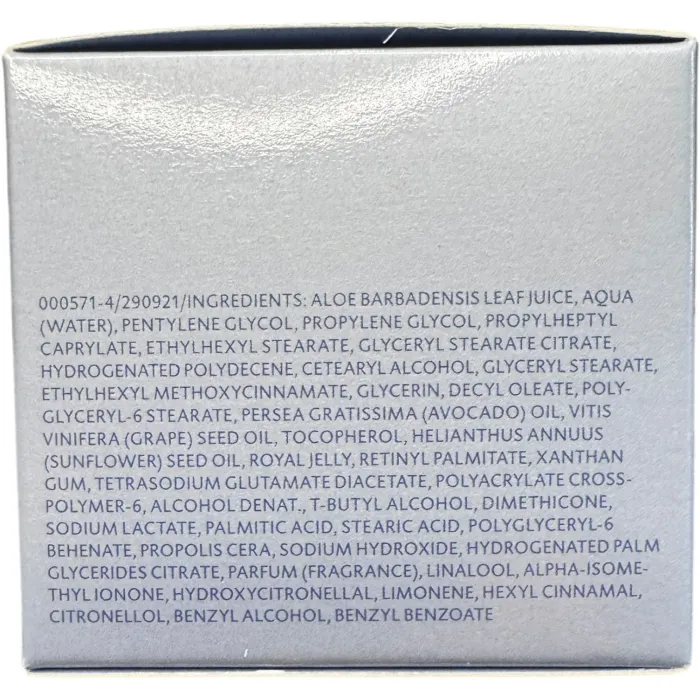 000571-4/290921/INGREDIENTS: ALOE BARBADENSIS LEAF JUICE, AQUA
(WATER), PENTYLENE GLYCOL, PROPYLENE GLYCOL, PROPYLHEPTYL
CAPRYLATE, ETHYLHEXYL STEARATE, GLYCERYL STEARATE CITRATE,
HYDROGENATED POLYDECENE, CETEARYL ALCOHOL, GLYCERYL STEARATE,
ETHYLHEXYL METHOXYCINNAMATE, GLYCERIN, DECYL OLEATE, POLY-
GLYCERYL-6 STEARATE, PERSEA GRATISSIMA (AVOCADO) OIL, VITIS
VINIFERA (GRAPE) SEED OIL, TOCOPHEROL, HELIANTHUS ANNUUS
(SUNFLOWER) SEED OIL, ROYAL JELLY, RETINYL PALMITATE, XANTHAN
GUM, TETRASODIUM GLUTAMATE DIACETATE, POLYACRYLATE CROSS-
POLYMER-6, ALCOHOL DENAT., T-BUTYL ALCOHOL, DIMETHICONE,
SODIUM LACTATE, PALMITIC ACID, STEARIC ACID, POLYGLYCERYL-6
BEHENATE, PROPOLIS CERA, SODIUM HYDROXIDE, HYDROGENATED PALM
GLYCERIDES CITRATE, PARFUM (FRAGRANCE), LINALOOL, ALPHA-ISOME-
THYL IONONE, HYDROXYCITRONELLAL, LIMONENE, HEXYL CINNAMAL,
CITRONELLOL, BENZYL ALCOHOL, BENZYL BENZOATE